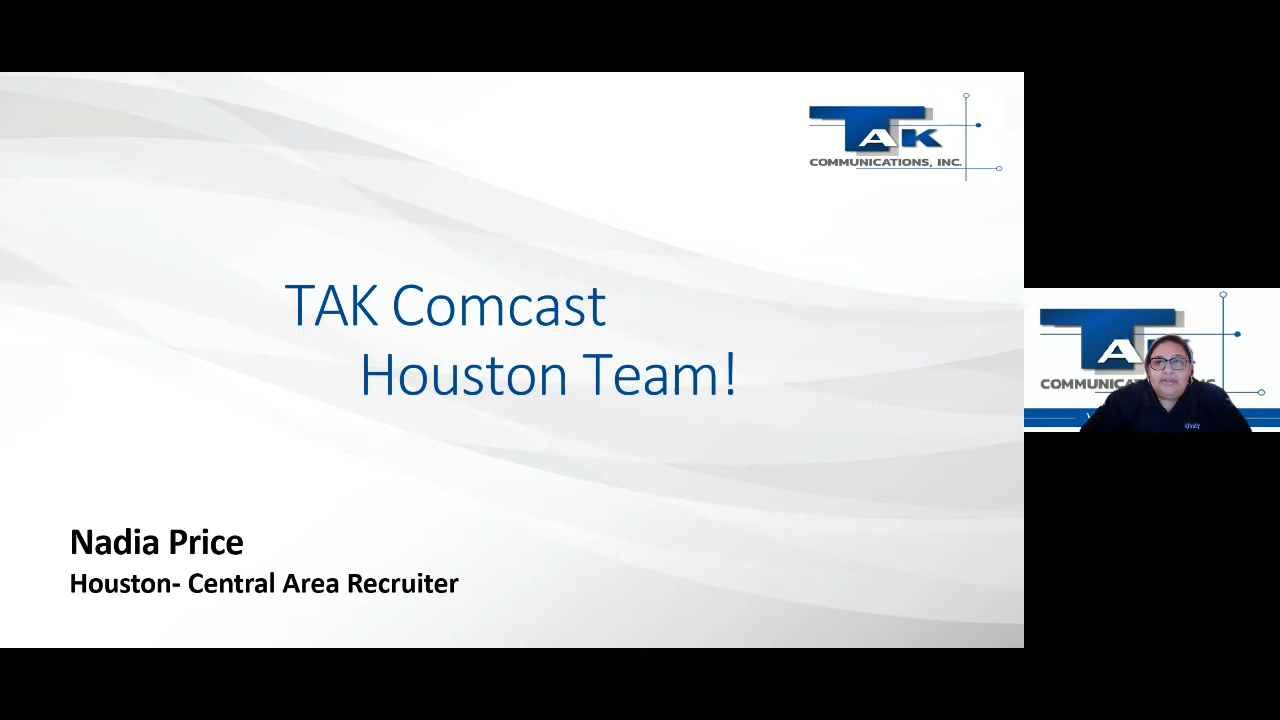 TAK
COMMUNICATIONS, INC.
TAK Comcast
Houston Team!
Nadia Price
Houston- Central Area Recruiter